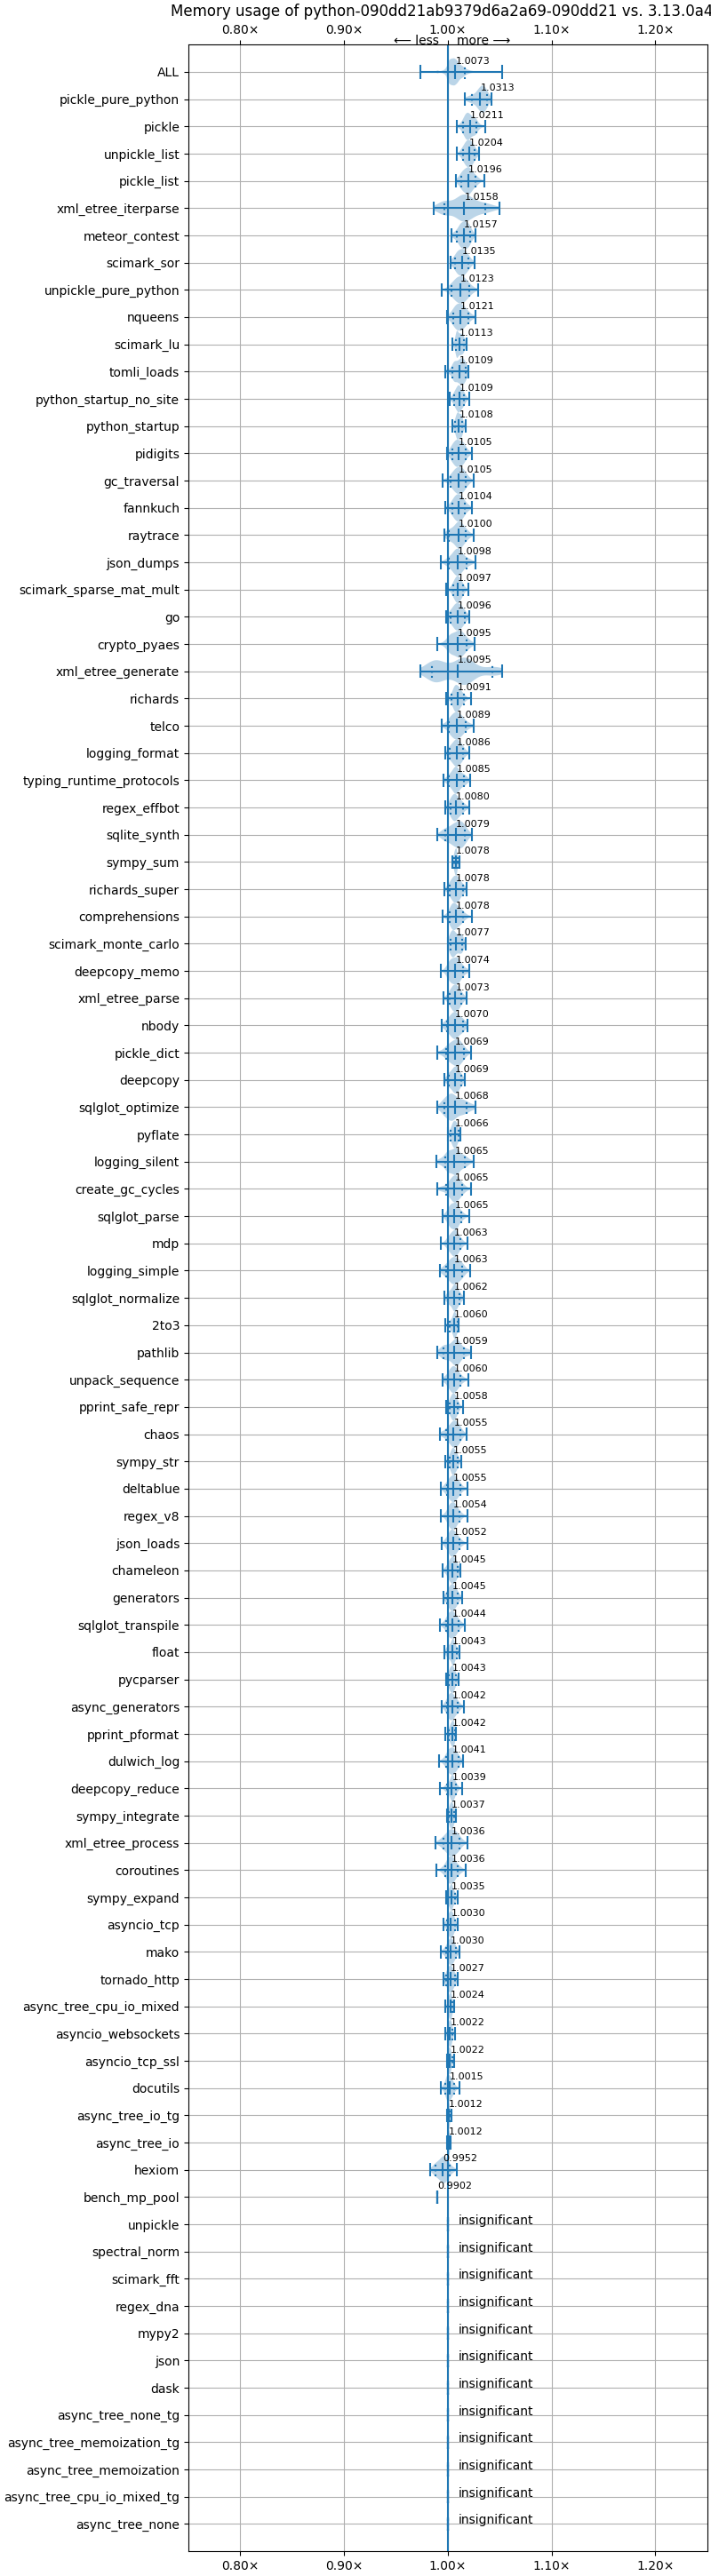 Memory usage of python-090dd21ab9379d6a2a69-090dd21 vs. 3.13.0a4
0.80× 0.90× 1.00× 1.10× 1.20×
⟵ less more ⟶
ALL 1.0073
pickle_pure_python 1.0313
pickle 1.0211
unpickle_list 1.0204
pickle_list 1.0196
xml_etree_iterparse 1.0158
meteor_contest 1.0157
scimark_sor 1.0135
unpickle_pure_python 1.0123
nqueens 1.0121
scimark_lu 1.0113
tomli_loads 1.0109
python_startup_no_site 1.0109
python_startup 1.0108
pidigits 1.0105
gc_traversal 1.0105
fannkuch 1.0104
raytrace 1.0100
json_dumps 1.0098
scimark_sparse_mat_mult 1.0097
go 1.0096
crypto_pyaes 1.0095
xml_etree_generate 1.0095
richards 1.0091
telco 1.0089
logging_format 1.0086
typing_runtime_protocols 1.0085
regex_effbot 1.0080
sqlite_synth 1.0079
sympy_sum 1.0078
richards_super 1.0078
comprehensions 1.0078
scimark_monte_carlo 1.0077
deepcopy_memo 1.0074
xml_etree_parse 1.0073
nbody 1.0070
pickle_dict 1.0069
deepcopy 1.0069
sqlglot_optimize 1.0068
pyflate 1.0066
logging_silent 1.0065
create_gc_cycles 1.0065
sqlglot_parse 1.0065
mdp 1.0063
logging_simple 1.0063
sqlglot_normalize 1.0062
2to3 1.0060
pathlib 1.0059
unpack_sequence 1.0060
pprint_safe_repr 1.0058
chaos 1.0055
sympy_str 1.0055
deltablue 1.0055
regex_v8 1.0054
json_loads 1.0052
chameleon 1.0045
generators 1.0045
sqlglot_transpile 1.0044
float 1.0043
pycparser 1.0043
async_generators 1.0042
pprint_pformat 1.0042
dulwich_log 1.0041
deepcopy_reduce 1.0039
sympy_integrate 1.0037
xml_etree_process 1.0036
coroutines 1.0036
sympy_expand 1.0035
asyncio_tcp 1.0030
mako 1.0030
tornado_http 1.0027
async_tree_cpu_io_mixed 1.0024
asyncio_websockets 1.0022
asyncio_tcp_ssl 1.0022
docutils 1.0015
async_tree_io_tg 1.0012
async_tree_io 1.0012
hexiom 0.9952
bench_mp_pool 0.9902
unpickle insignificant
spectral_norm insignificant
scimark_fft insignificant
regex_dna insignificant
mypy2 insignificant
json insignificant
dask insignificant
async_tree_none_tg insignificant
async_tree_memoization_tg insignificant
async_tree_memoization insignificant
async_tree_cpu_io_mixed_tg insignificant
async_tree_none insignificant
0.80× 0.90× 1.00× 1.10× 1.20×